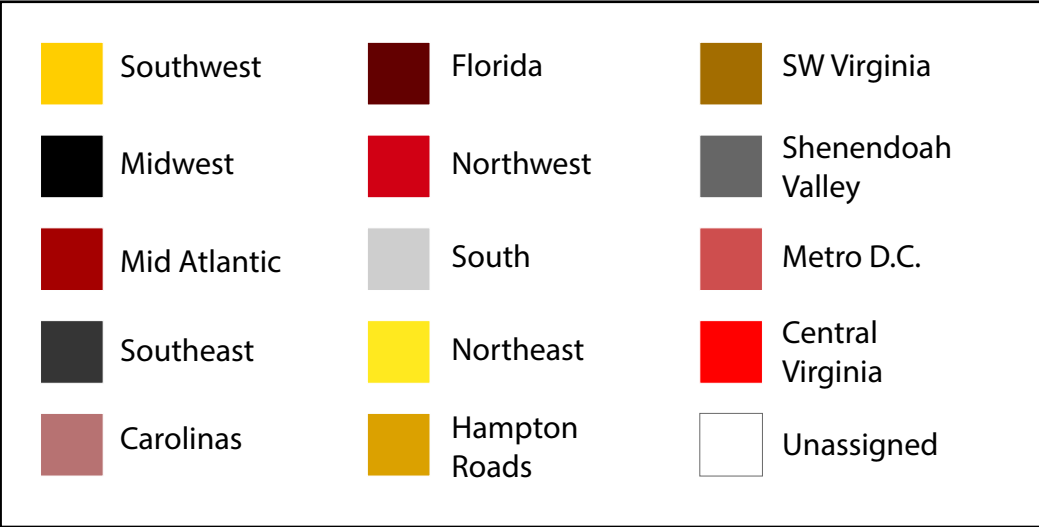 Southwest
Midwest
Mid Atlantic
Southeast
Carolinas
Florida
Northwest
South
Northeast
Hampton
Roads
SW Virginia
Shenendoah
Valley
Metro D.C.
Central
Virginia
Unassigned